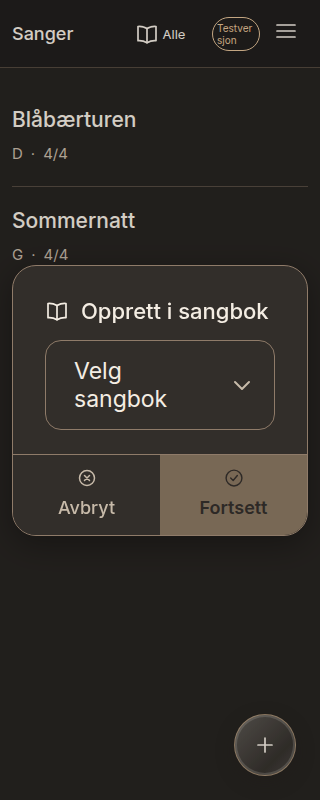 Sanger
Alle
Testver
sjon
Blåbærturen
D · 4/4
Sommernatt
G · 4/4
Opprett i sangbok
Velg
sangbok
Avbryt
Fortsett